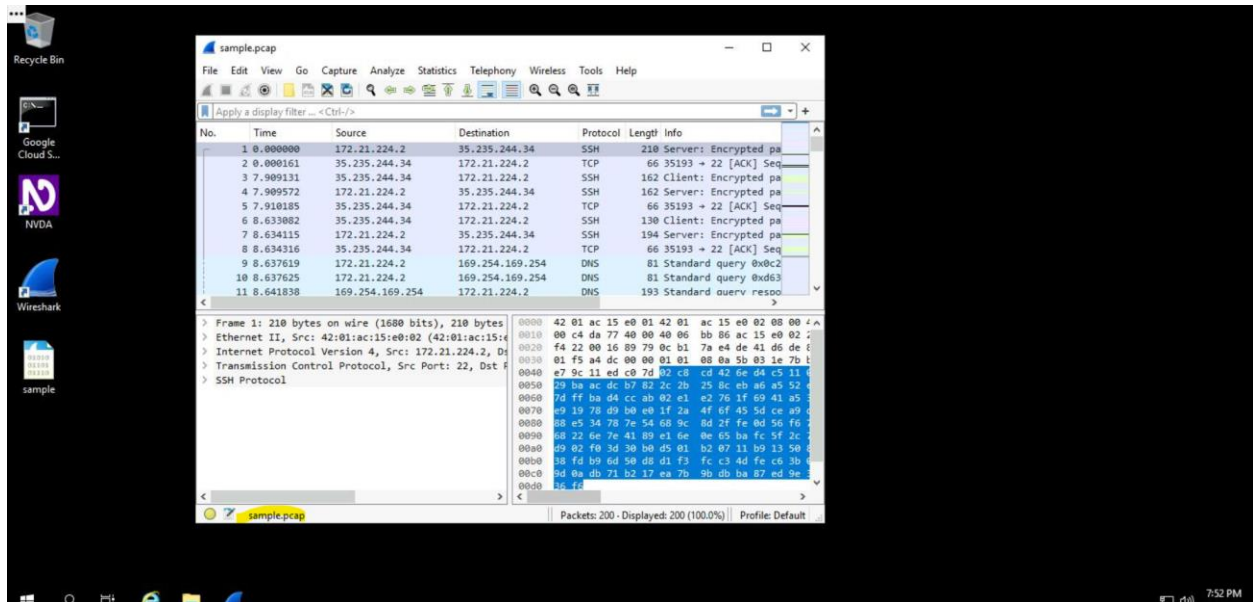 Recycle Bin
Google
Cloud S...
NVDA
Wireshark
sample
sample.pcap
File Edit View Go Capture Analyze Statistics Telephony Wireless Tools Help
Apply a display filter ... <Ctrl-/>
No. Time Source Destination Protocol Length Info
1 0.000000 172.21.224.2 35.235.244.34 SSH 210 Server: Encrypted pa
2 0.000161 35.235.244.34 172.21.224.2 TCP 66 35193 → 22 [ACK] Seq
3 7.909131 35.235.244.34 172.21.224.2 SSH 162 Client: Encrypted pa
4 7.909572 172.21.224.2 35.235.244.34 SSH 162 Server: Encrypted pa
5 7.910185 35.235.244.34 172.21.224.2 TCP 66 35193 → 22 [ACK] Seq
6 8.633082 35.235.244.34 172.21.224.2 SSH 130 Client: Encrypted pa
7 8.634115 172.21.224.2 35.235.244.34 SSH 194 Server: Encrypted pa
8 8.634316 35.235.244.34 172.21.224.2 TCP 66 35193 → 22 [ACK] Seq
9 8.637619 172.21.224.2 169.254.169.254 DNS 81 Standard query 0x0c2
10 8.637625 172.21.224.2 169.254.169.254 DNS 81 Standard query 0xd63
11 8.641838 169.254.169.254 172.21.224.2 DNS 193 Standard query respo
> Frame 1: 210 bytes on wire (1680 bits), 210 bytes
> Ethernet II, Src: 42:01:ac:15:e0:02 (42:01:ac:15:e
> Internet Protocol Version 4, Src: 172.21.224.2, Ds
> Transmission Control Protocol, Src Port: 22, Dst P
> SSH Protocol
0000 42 01 ac 15 e0 01 42 01 ac 15 e0 02 08 00
0010 00 c4 da 77 40 00 40 06 bb 86 ac 15 e0 02
0020 f4 22 00 16 89 79 0c b1 7a e4 de 41 d6 de
0030 01 f5 a4 dc 00 00 01 01 08 0a 5b 03 1e 7b
0040 e7 9c 11 ed c0 7d 02 c8 cd 42 6e d4 c5 11
0050 29 ba ac dc b7 82 2c 2b 25 8c eb a6 a5 52
0060 7d ff ba d4 cc ab 02 e1 e2 76 1f 69 41 a5
0070 e9 19 78 d9 b0 e0 1f 2a 4f 6f 45 5d ce a9
0080 88 e5 34 78 7e 54 68 9c 8d 2f fe 0d 56 f6
0090 68 22 6e 7e 41 89 e1 6e 0e 65 ba fc 5f 2c
00a0 d9 02 f0 3d 30 b0 d5 01 b2 07 11 b9 13 50
00b0 38 fd b9 6d 50 d8 d1 f3 fc c3 4d fe c6 3b
00c0 9d 0a db 71 b2 17 ea 7b 9b db ba 87 ed 9e
00d0 36 f6
sample.pcap
Packets: 200 · Displayed: 200 (100.0%)
Profile: Default
7:52 PM